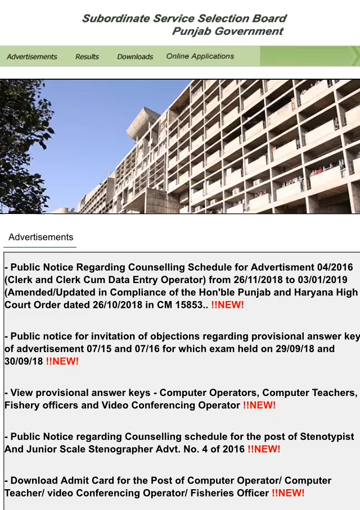 Subordinate Service Selection Board
Punjab Government
Advertisements Results Downloads Online Applications
Advertisements
- Public Notice Regarding Counselling Schedule for Advertisment 04/2016
(Clerk and Clerk Cum Data Entry Operator) from 26/11/2018 to 03/01/2019
(Amended/Updated in Compliance of the Hon'ble Punjab and Haryana High
Court Order dated 26/10/2018 in CM 15853.. !!NEW!
- Public notice for invitation of objections regarding provisional answer key
of advertisement 07/15 and 07/16 for which exam held on 29/09/18 and
30/09/18 !!NEW!
- View provisional answer keys - Computer Operators, Computer Teachers,
Fishery officers and Video Conferencing Operator !!NEW!
- Public Notice regarding Counselling schedule for the post of Stenotypist
And Junior Scale Stenographer Advt. No. 4 of 2016 !!NEW!
- Download Admit Card for the Post of Computer Operator/ Computer
Teacher/ video Conferencing Operator/ Fisheries Officer !!NEW!